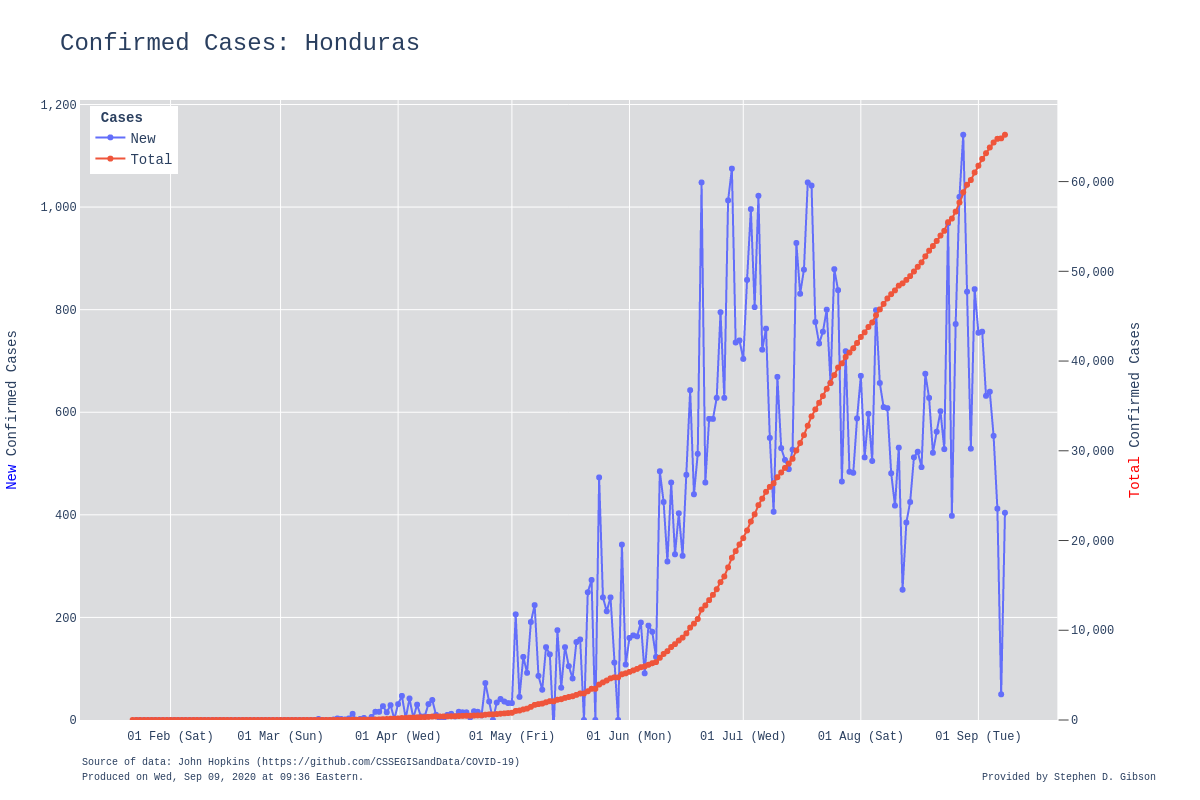 Confirmed Cases: Honduras
Cases
New
Total
1,200
1,000
800
600
400
200
0
New Confirmed Cases
60,000
50,000
40,000
30,000
20,000
10,000
0
Total Confirmed Cases
01 Feb (Sat)
01 Mar (Sun)
01 Apr (Wed)
01 May (Fri)
01 Jun (Mon)
01 Jul (Wed)
01 Aug (Sat)
01 Sep (Tue)
Source of data: John Hopkins (https://github.com/CSSEGISandData/COVID-19)
Produced on Wed, Sep 09, 2020 at 09:36 Eastern.
Provided by Stephen D. Gibson